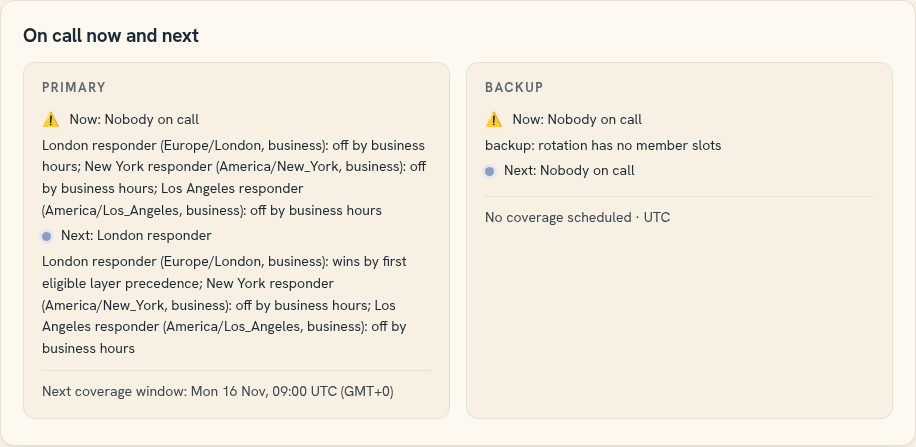 On call now and next
PRIMARY
⚠️ Now: Nobody on call
London responder (Europe/London, business): off by business
hours; New York responder (America/New_York, business): off
by business hours; Los Angeles responder
(America/Los_Angeles, business): off by business hours
Next: London responder
London responder (Europe/London, business): wins by first
eligible layer precedence; New York responder
(America/New_York, business): off by business hours; Los
Angeles responder (America/Los_Angeles, business): off by
business hours
Next coverage window: Mon 16 Nov, 09:00 UTC (GMT+0)
BACKUP
⚠️ Now: Nobody on call
backup: rotation has no member slots
Next: Nobody on call
No coverage scheduled · UTC